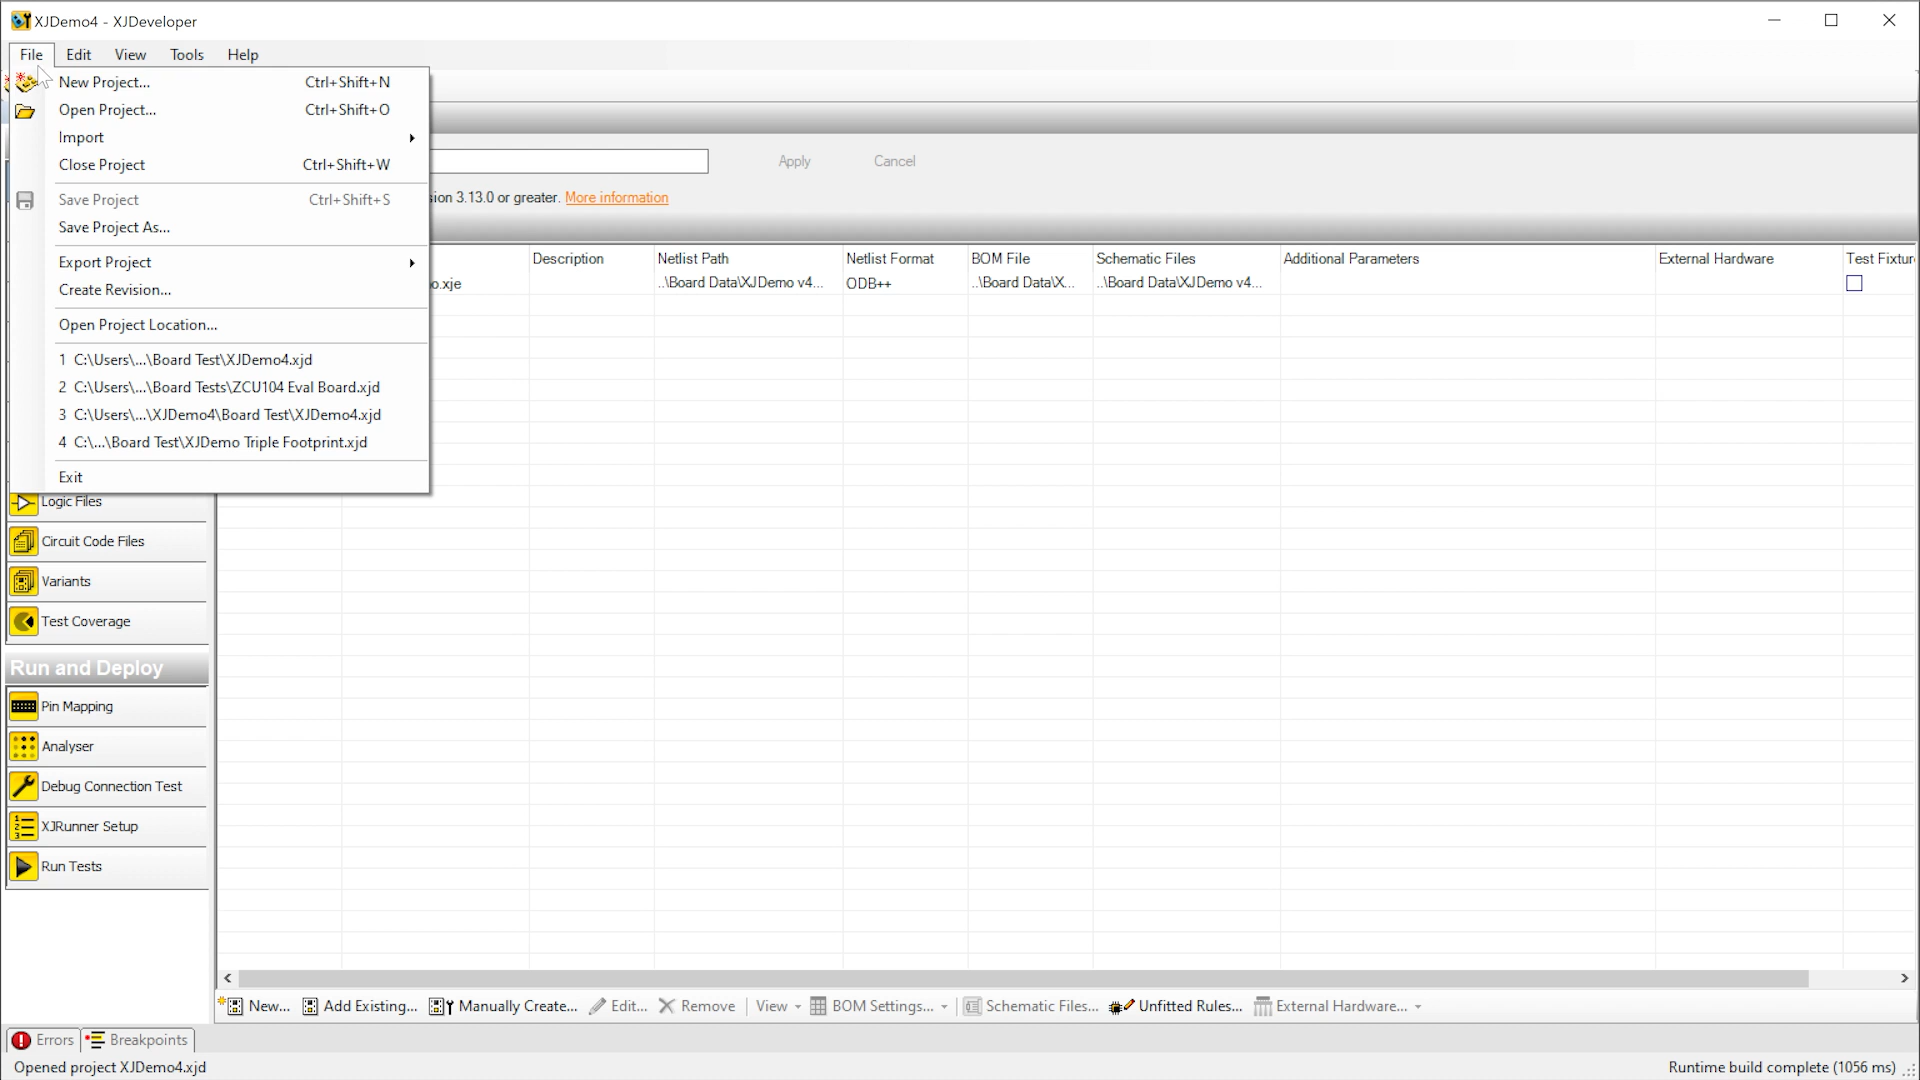 XJDemo4 - XJDeveloper
File Edit View Tools Help
New Project... Ctrl+Shift+N
Open Project... Ctrl+Shift+O
Import
Close Project Ctrl+Shift+W
Save Project Ctrl+Shift+S
Save Project As...
Export Project
Create Revision...
Open Project Location...
1 C:\Users\...\Board Test\XJDemo4.xjd
2 C:\Users\...\Board Tests\ZCU104 Eval Board.xjd
3 C:\Users\...\XJDemo4\Board Test\XJDemo4.xjd
4 C:\...\Board Test\XJDemo Triple Footprint.xjd
Exit
Apply Cancel
sion 3.13.0 or greater. More information
Description Netlist Path Netlist Format BOM File Schematic Files Additional Parameters External Hardware Test Fixtur
o.xje ..\Board Data\XJDemo v4... ODB++ ..\Board Data\X... ..\Board Data\XJDemo v4...
Logic Files
Circuit Code Files
Variants
Test Coverage
Run and Deploy
Pin Mapping
Analyser
Debug Connection Test
XJRunner Setup
Run Tests
New... Add Existing... Manually Create... Edit... Remove View BOM Settings... Schematic Files... Unfitted Rules... External Hardware...
Errors Breakpoints
Opened project XJDemo4.xjd Runtime build complete (1056 ms)